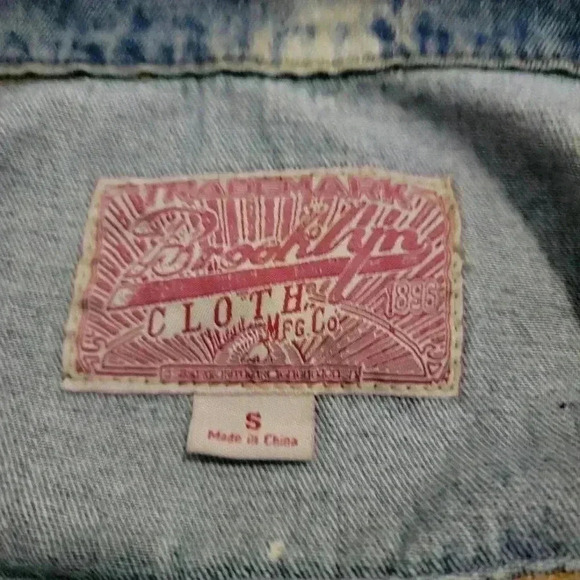 TRADEMARK
Brooklyn
CLOTH
MFG.Co
1896
S
Made in China